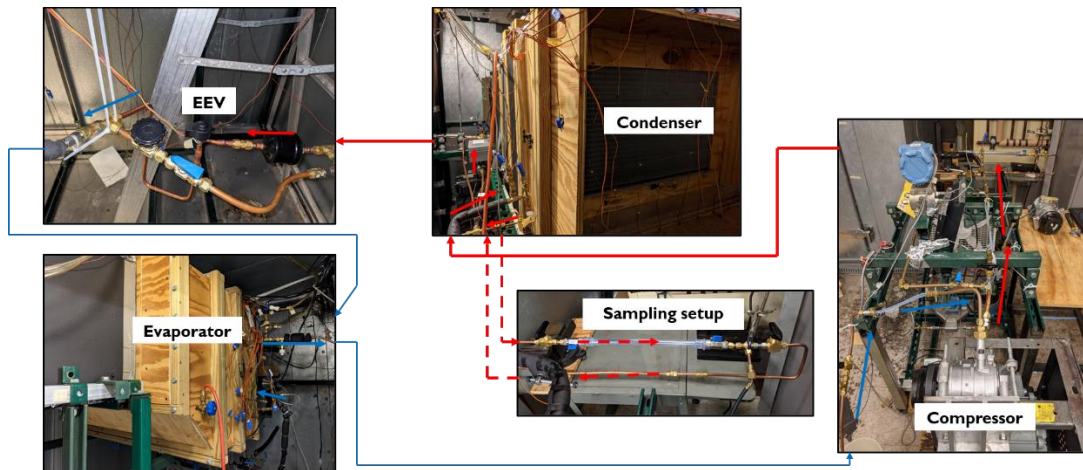 EEV
Condenser
Evaporator
Sampling setup
Compressor